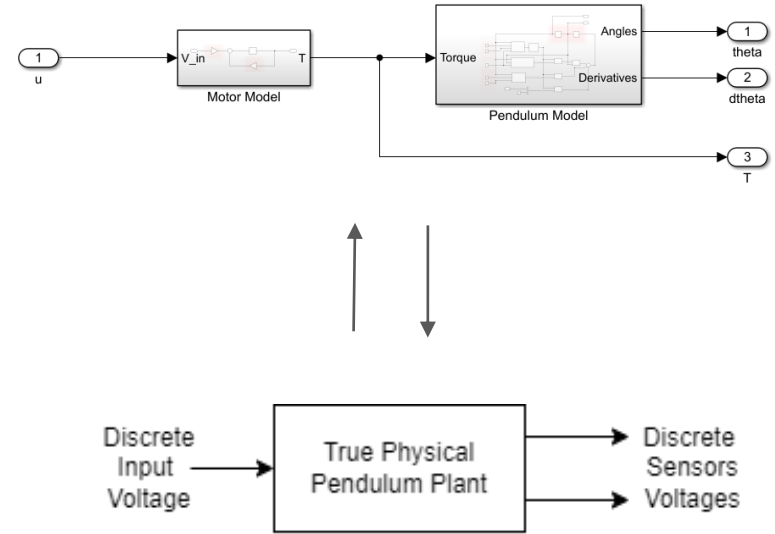 1
u
V_in
T
Motor Model
Torque
Angles
Derivatives
Pendulum Model
1
theta
2
dtheta
3
T
Discrete
Input
Voltage
True Physical
Pendulum Plant
Discrete
Sensors
Voltages